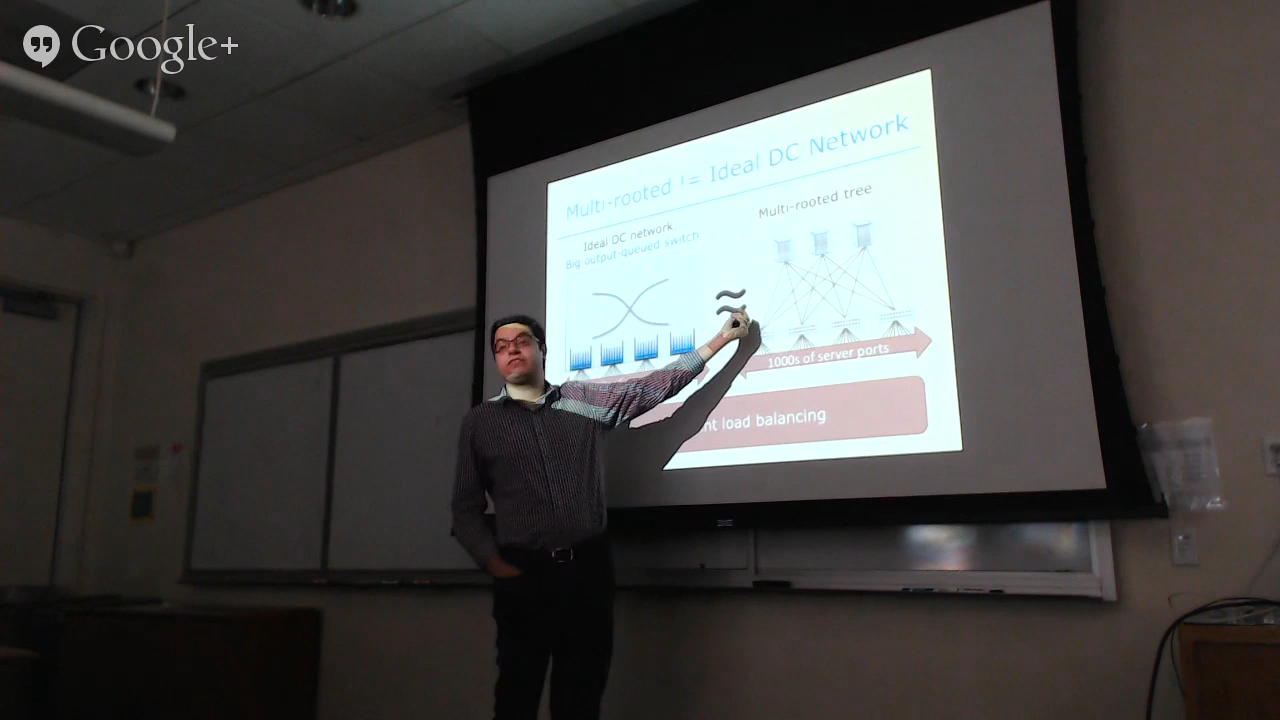 Google+
Multi-rooted != Ideal DC Network
Ideal DC network
Big output-queued switch
Multi-rooted tree
≈
1000s of server ports
load balancing